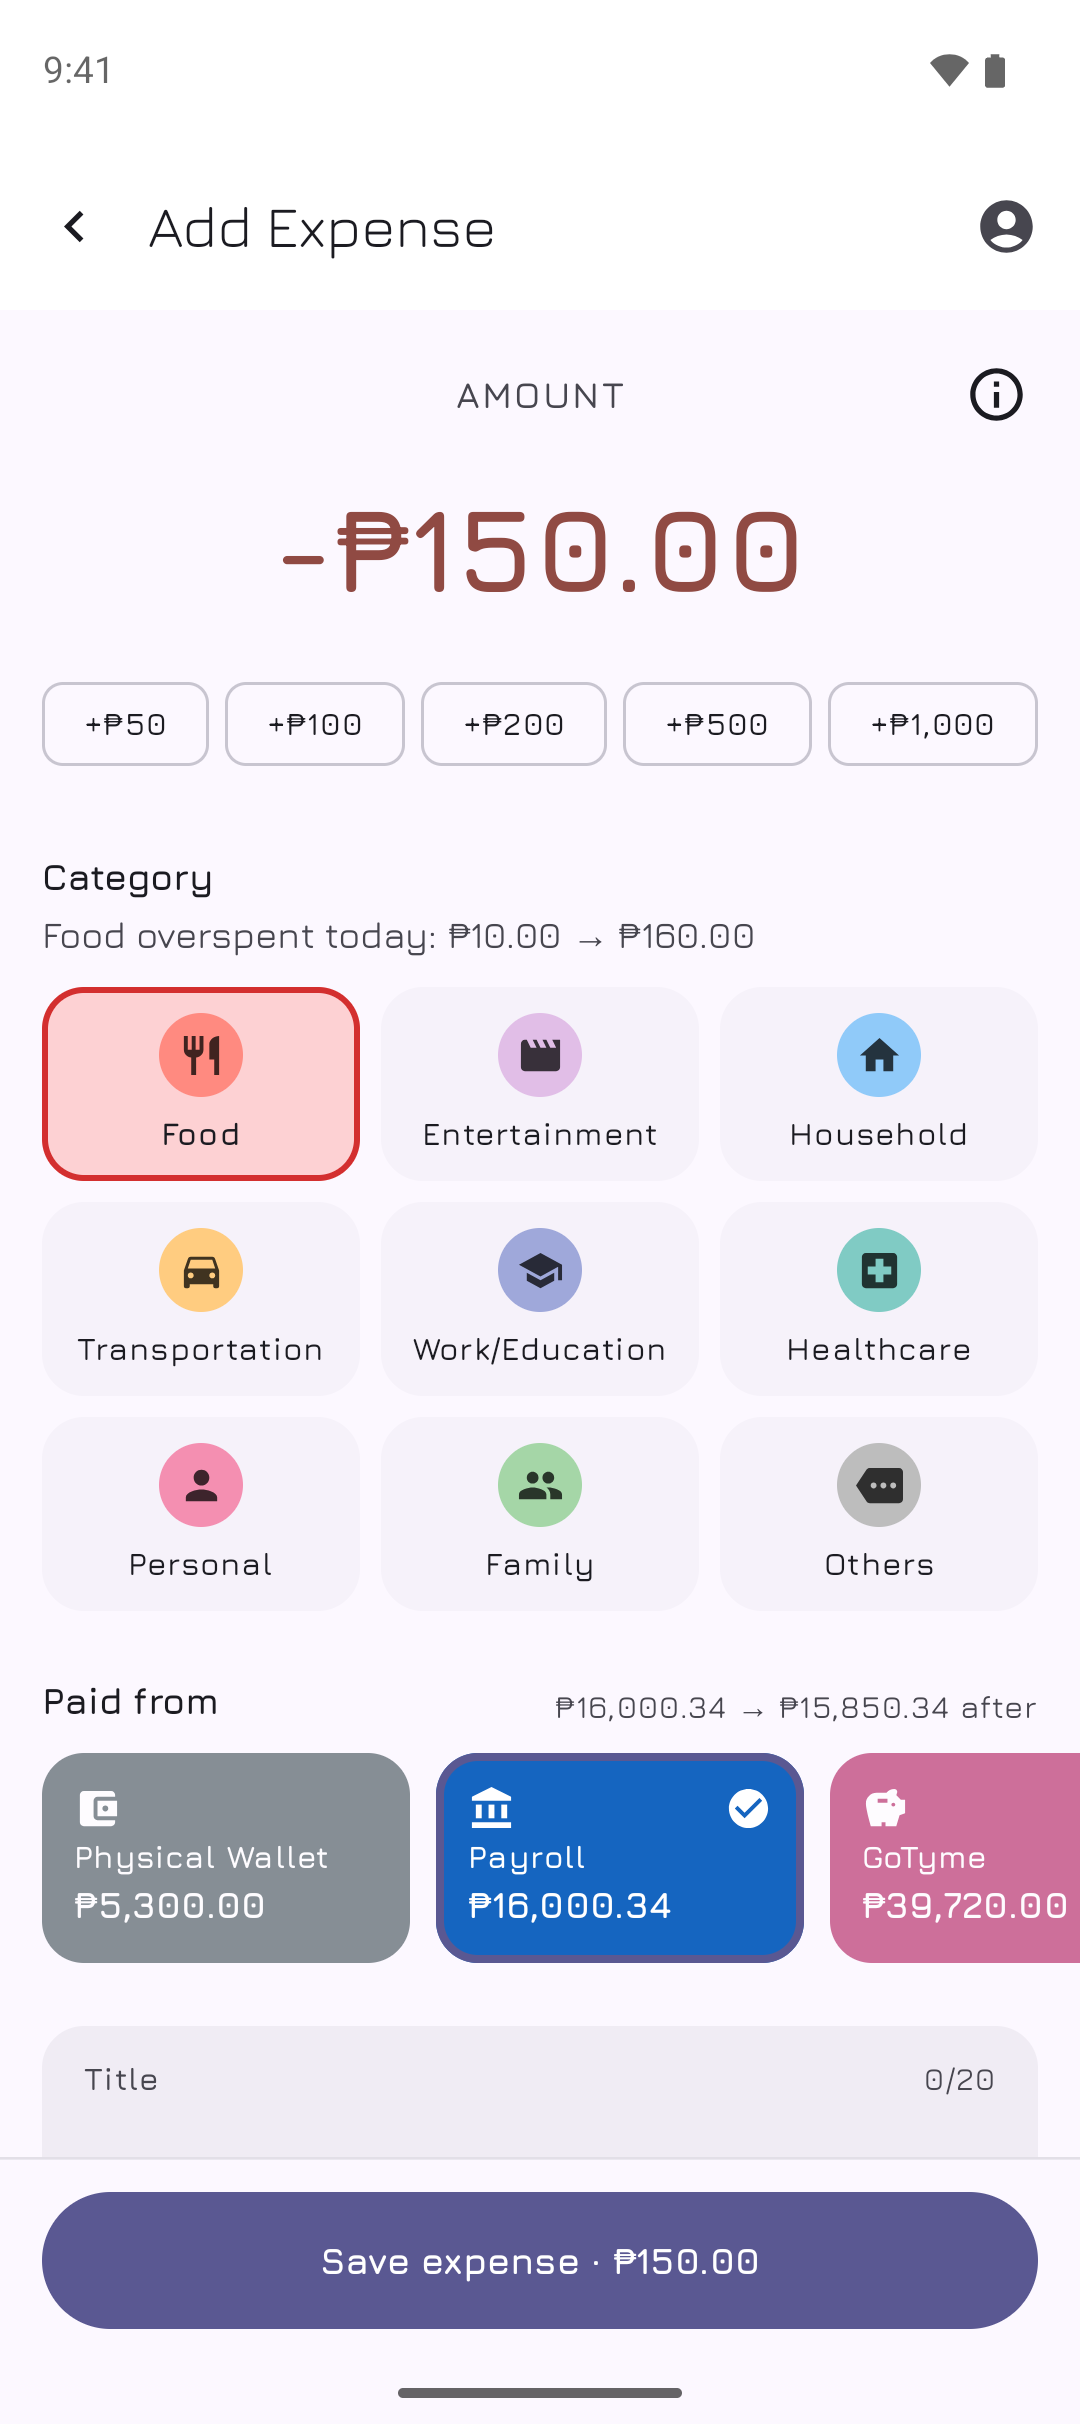 9:41
Add Expense
AMOUNT
-₱150.00
+₱50 +₱100 +₱200 +₱500 +₱1,000
Category
Food overspent today: ₱10.00 → ₱160.00
Food Entertainment Household
Transportation Work/Education Healthcare
Personal Family Others
Paid from ₱16,000.34 → ₱15,850.34 after
Physical Wallet Payroll GoTyme
₱5,300.00 ₱16,000.34 ₱39,720.00
Title 0/20
Save expense · ₱150.00